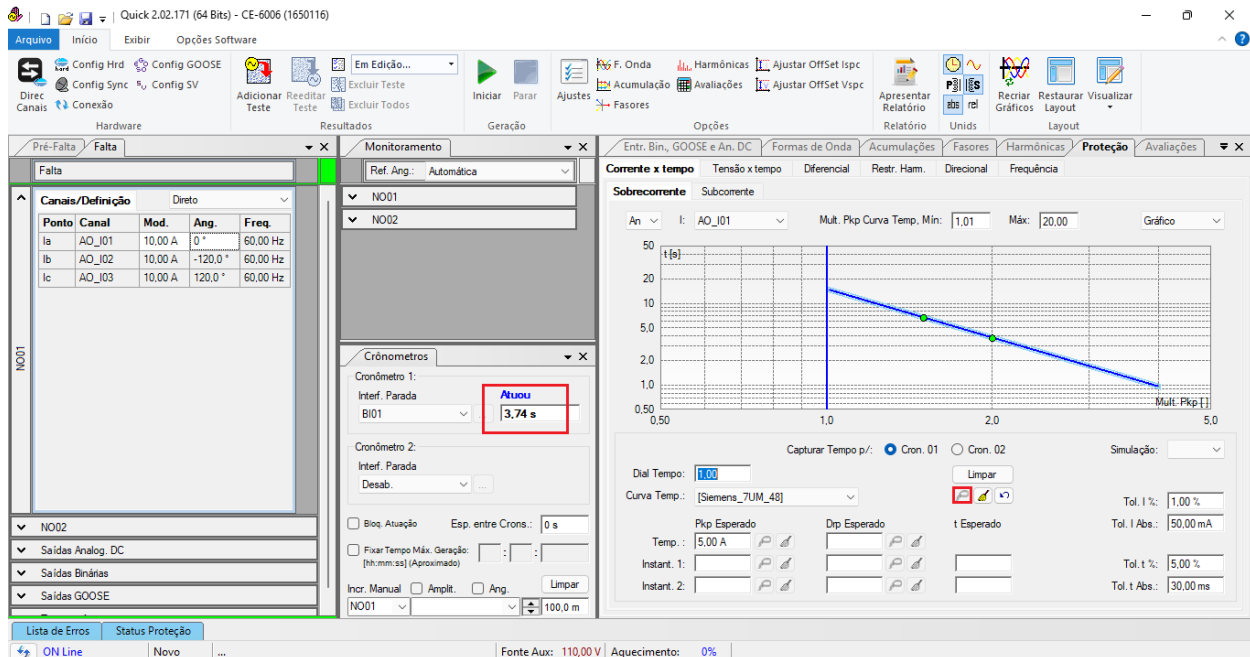 Quick 2.02.171 (64 Bits) - CE-6006 (1650116)
Arquivo Início Exibir Opções Software
Direc Canais
Config Hrd Config GOOSE
Config Sync Config SV
Conexão
Hardware
Adicionar Teste
Reeditar Teste
Em Edição...
Excluir Teste
Excluir Todos
Resultados
Iniciar Parar
Geração
Ajustes
F. Onda Harmônicas Ajustar OffSet Ispc
Acumulação Avaliações Ajustar OffSet Vspc
Fasores
Opções
Apresentar Relatório
Relatório
abs rel
Unids
Recriar Gráficos
Restaurar Layout
Visualizar
Layout
Pré-Falta Falta
Falta
Canais/Definição Direto
Ponto Canal Mod. Ang. Freq.
Ia AO_I01 10,00 A 0 ° 60,00 Hz
Ib AO_I02 10,00 A -120,0 ° 60,00 Hz
Ic AO_I03 10,00 A 120,0 ° 60,00 Hz
NO01
NO02
Saídas Analog. DC
Saídas Binárias
Saídas GOOSE
Monitoramento
Ref. Ang.: Automática
NO01
NO02
Crônometros
Cronômetro 1:
Interf. Parada Atuou
BI01 ... 3,74 s
Cronômetro 2:
Interf. Parada
Desab. ...
Bloq. Atuação Esp. entre Crons.: 0 s
Fixar Tempo Máx. Geração: : :
[hh:mm:ss] (Aproximado)
Incr. Manual Amplit. Ang. Limpar
NO01 100,0 m
Entr. Bin., GOOSE e An. DC Formas de Onda Acumulações Fasores Harmônicas Proteção Avaliações
Corrente x tempo Tensão x tempo Diferencial Restr. Harm. Direcional Frequência
Sobrecorrente Subcorrente
An I: AO_I01 Mult. Pkp Curva Temp, Mín: 1,01 Máx: 20,00 Gráfico
t [s]
50
20
10
5,0
2,0
1,0
0,50
Mult. Pkp [ ]
0,50 1,0 2,0 5,0
Capturar Tempo p/: Cron. 01 Cron. 02 Simulação:
Dial Tempo: 1,00 Limpar
Curva Temp.: [Siemens_7UM_48] Tol. I %: 1,00 %
Pkp Esperado Drp Esperado t Esperado Tol. I Abs.: 50,00 mA
Temp. : 5,00 A
Instant. 1: Tol. t %: 5,00 %
Instant. 2: Tol. t Abs.: 30,00 ms
Lista de Erros Status Proteção
ON Line Novo ... Fonte Aux: 110,00 V Aquecimento: 0%